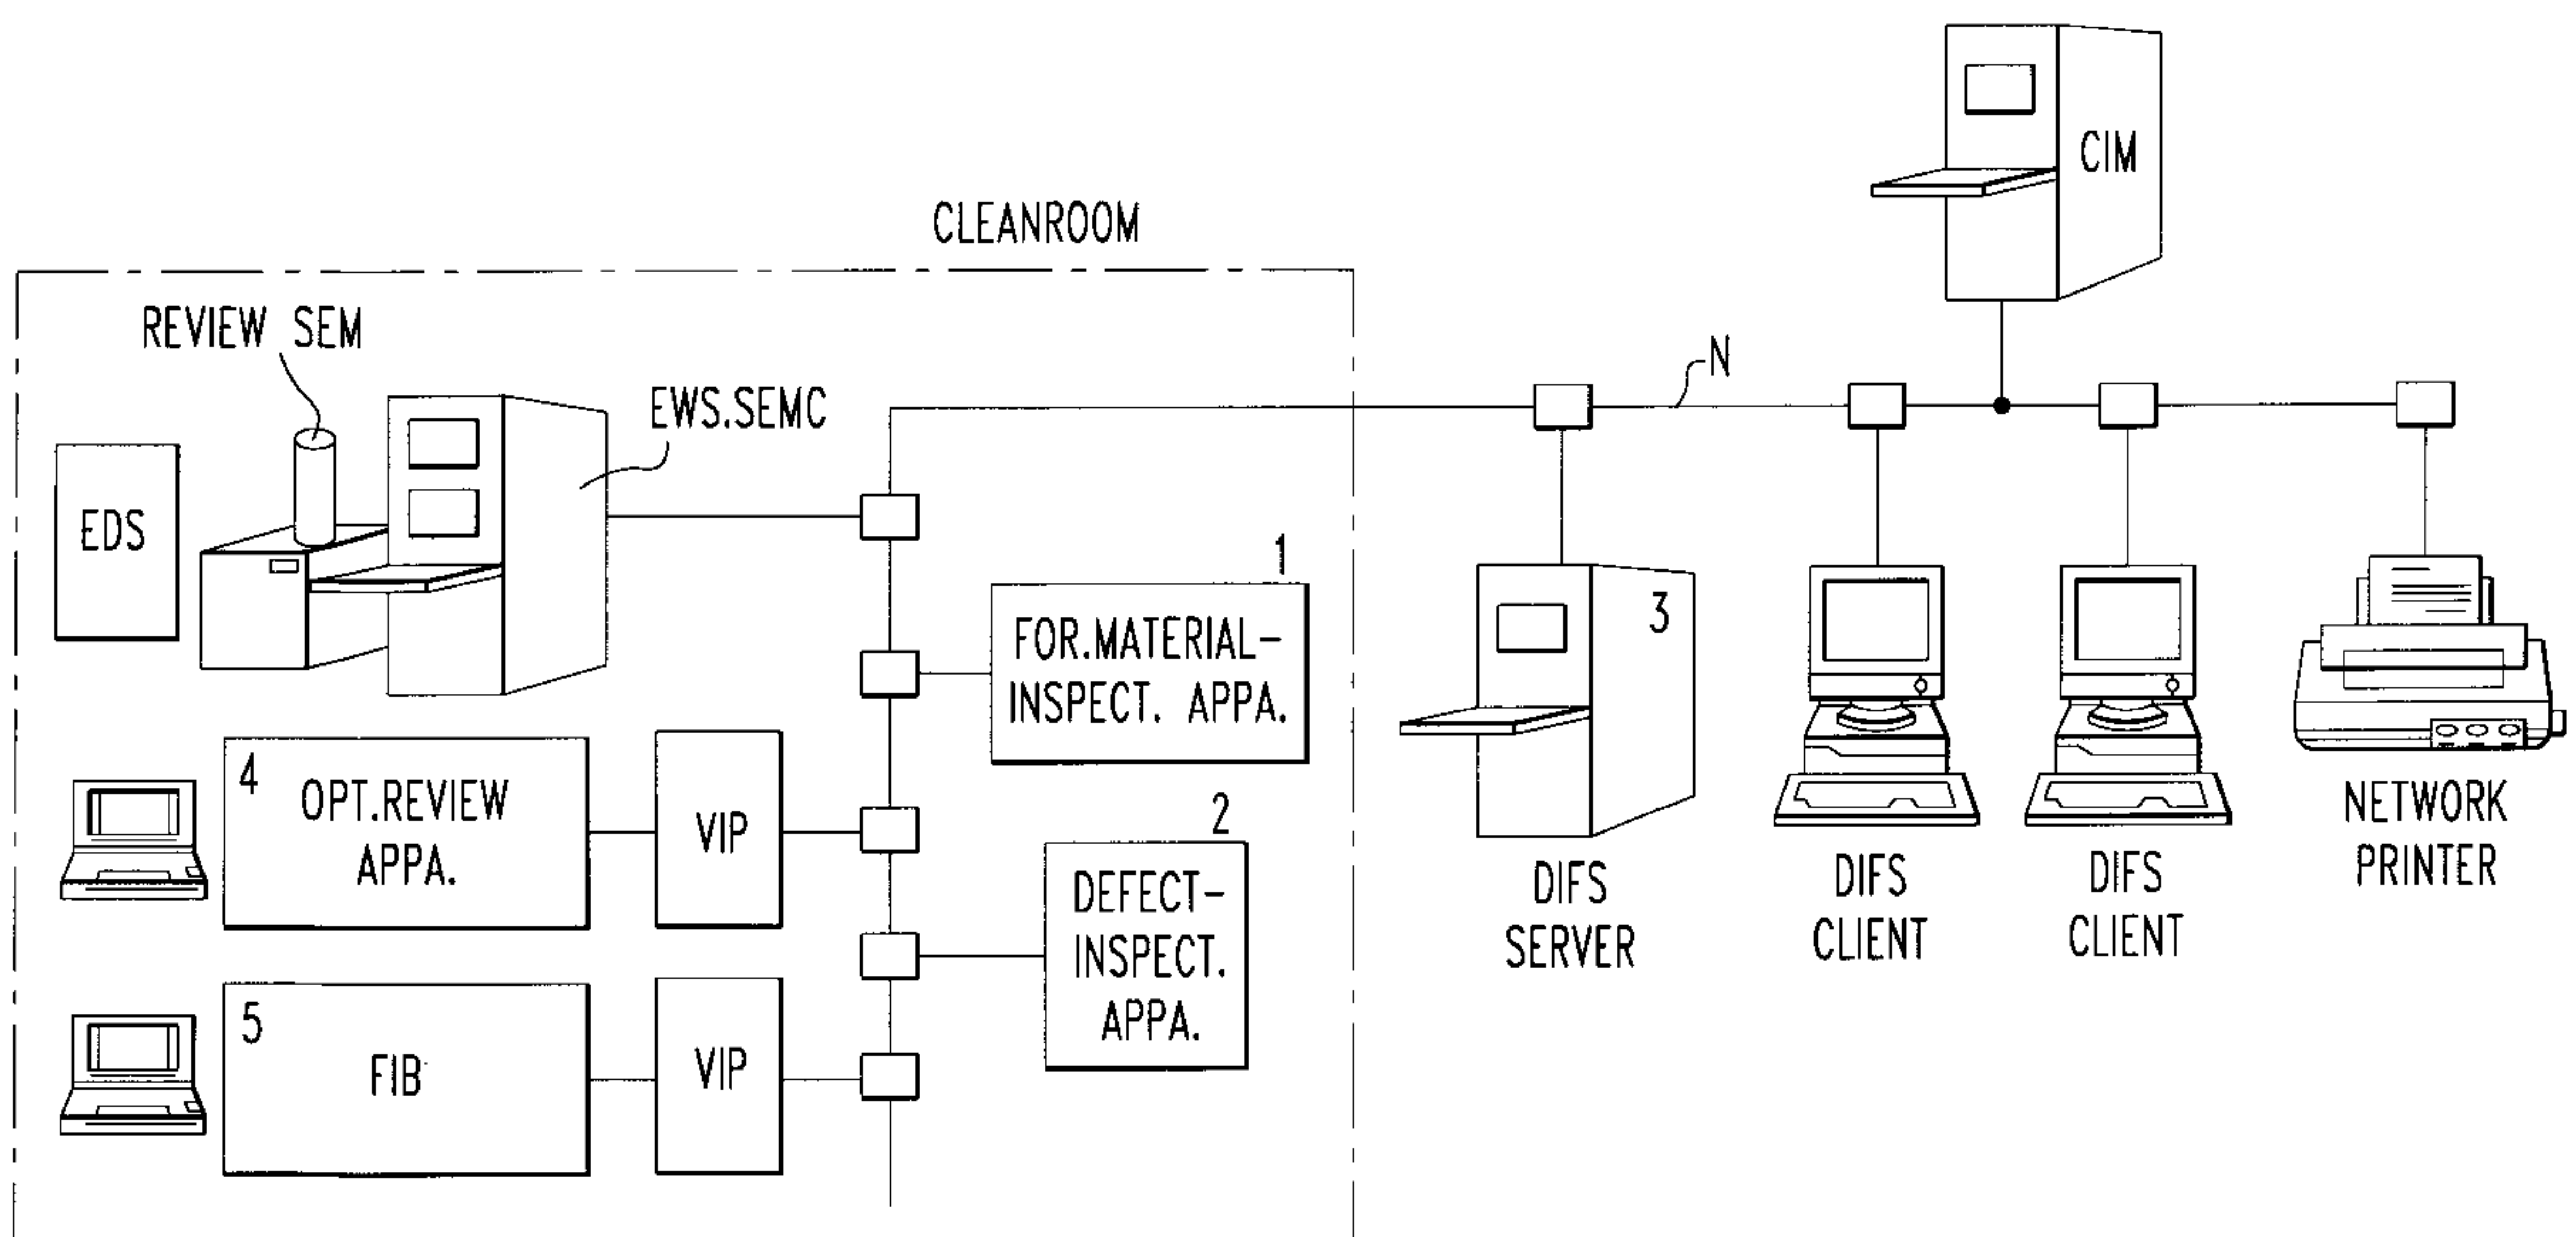 CIM
CLEANROOM
REVIEW SEM
N
EWS.SEMC
EDS
1
FOR.MATERIAL-
INSPECT. APPA.
3
4
OPT.REVIEW
APPA.
VIP
2
DEFECT-
INSPECT.
APPA.
DIFS
SERVER
DIFS
CLIENT
DIFS
CLIENT
NETWORK
PRINTER
5
FIB
VIP